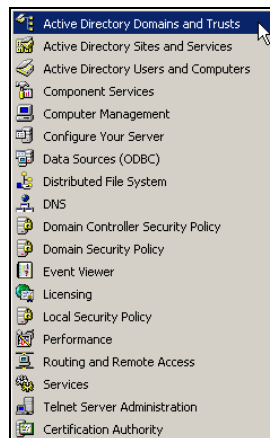 Active Directory Domains and Trusts
Active Directory Sites and Services
Active Directory Users and Computers
Component Services
Computer Management
Configure Your Server
Data Sources (ODBC)
Distributed File System
DNS
Domain Controller Security Policy
Domain Security Policy
Event Viewer
Licensing
Local Security Policy
Performance
Routing and Remote Access
Services
Telnet Server Administration
Certification Authority